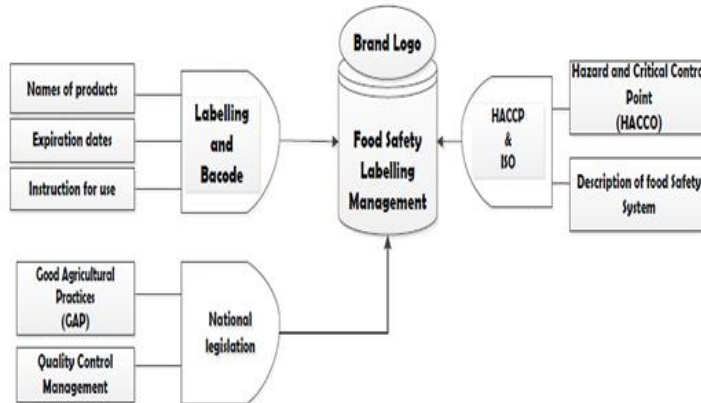 Brand Logo
Names of products
Expiration dates
Instruction for use
Labelling
and
Bacode
Food Safety
Labelling
Management
HACCP
&
ISO
Hazard and Critical Control
Point
(HACCO)
Description of food Safety
System
Good Agricultural
Practices
(GAP)
Quality Control
Management
National
legislation